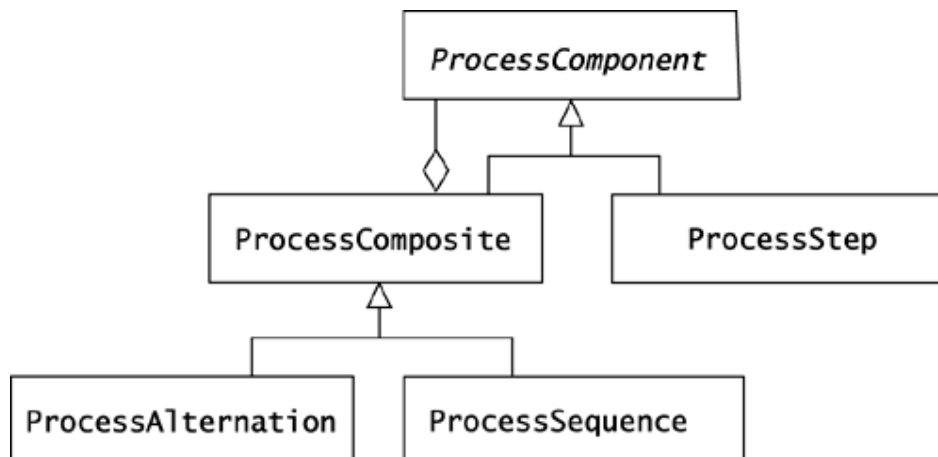 ProcessComponent
ProcessComposite
ProcessStep
ProcessAlternation
ProcessSequence